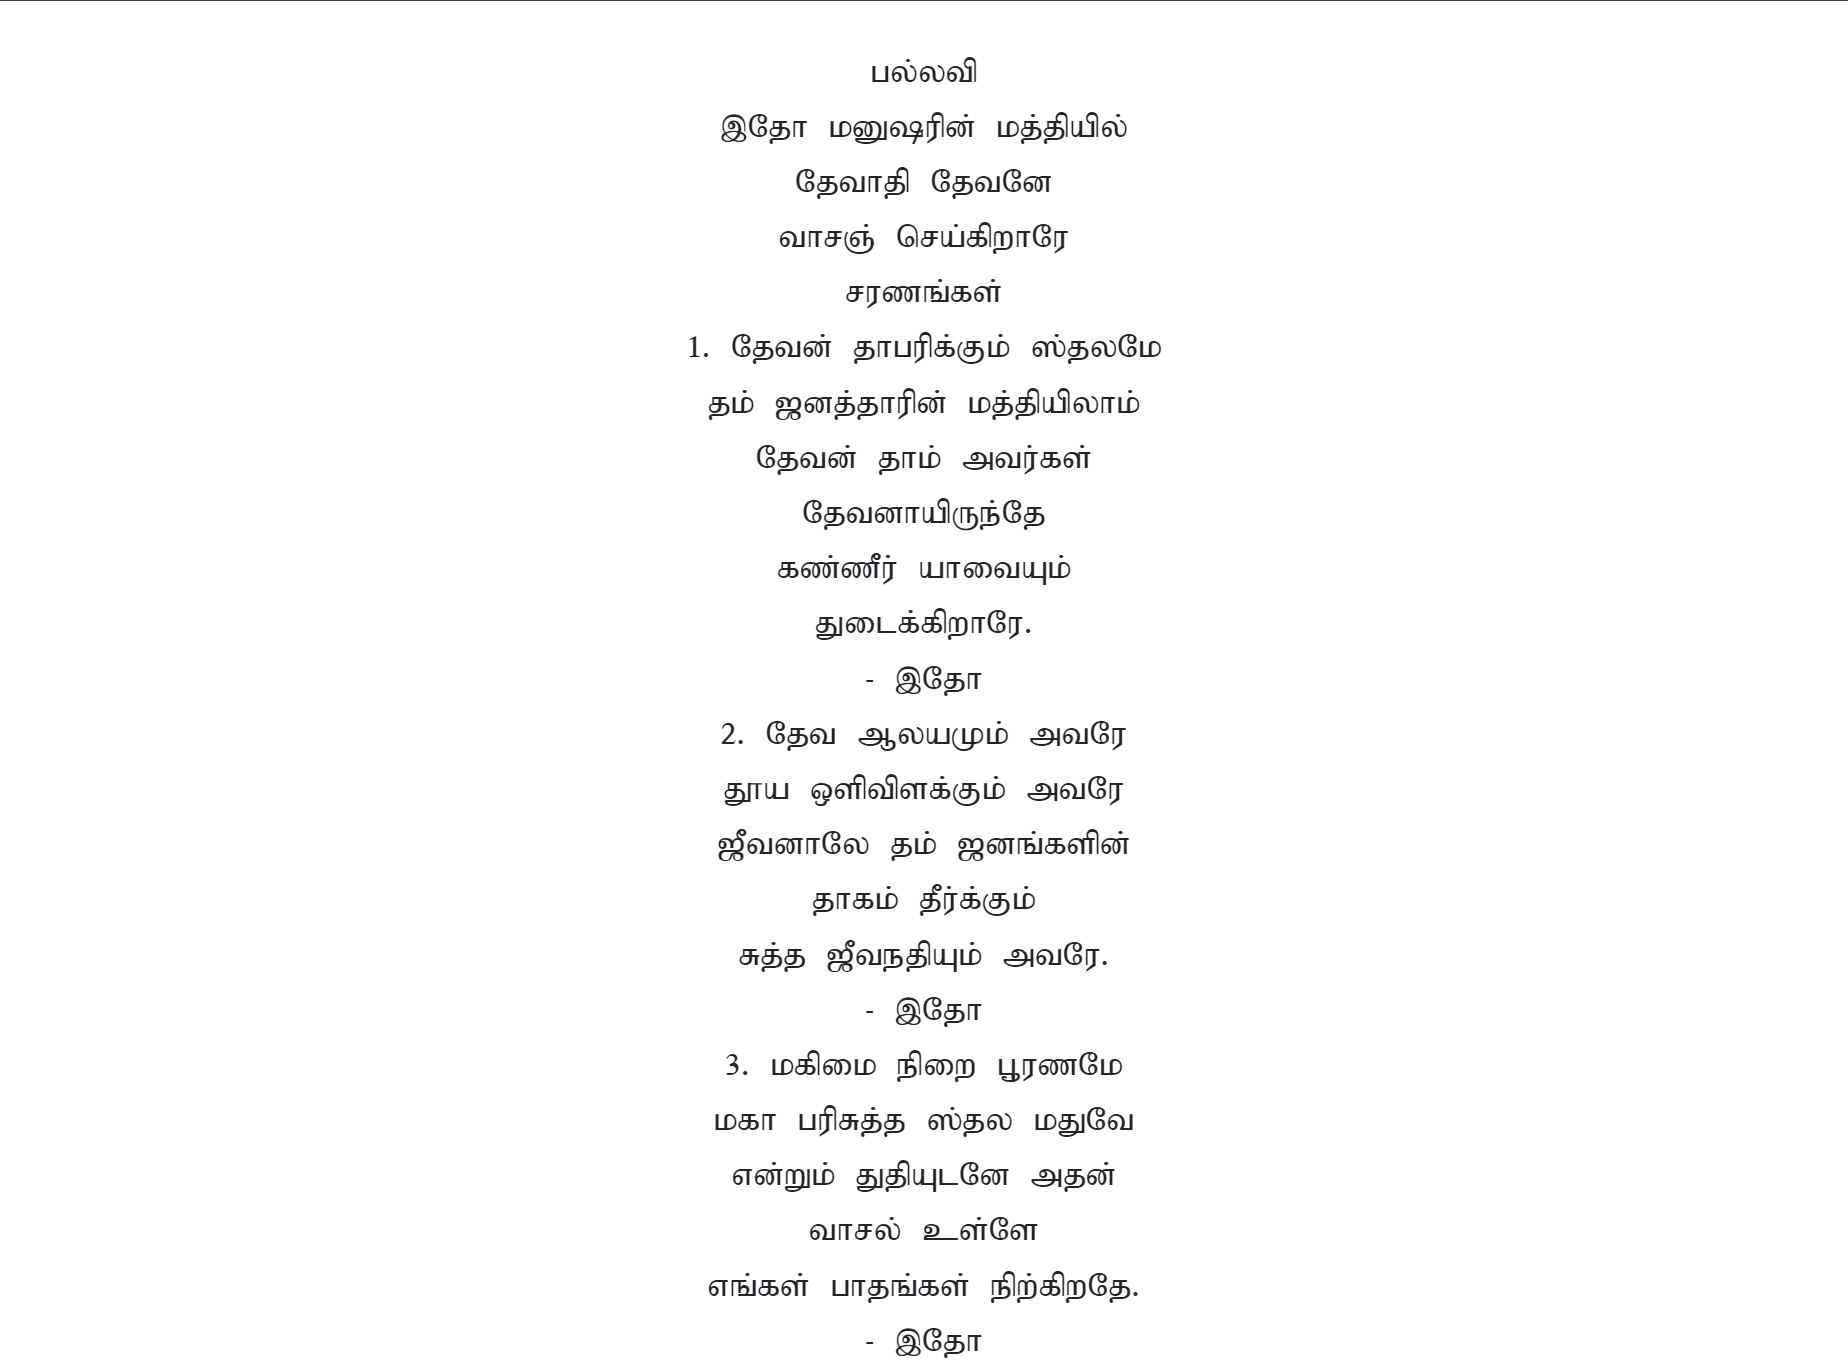 பல்லவி
இதோ மனுஷரின் மத்தியில்
தேவாதி தேவனே
வாசஞ் செய்கிறாரே
சரணங்கள்
1. தேவன் தாபரிக்கும் ஸ்தலமே
தம் ஜனத்தாரின் மத்தியிலாம்
தேவன் தாம் அவர்கள்
தேவனாயிருந்தே
கண்ணீர் யாவையும்
துடைக்கிறாரே.
- இதோ
2. தேவ ஆலயமும் அவரே
தூய ஒளிவிளக்கும் அவரே
ஜீவனாலே தம் ஜனங்களின்
தாகம் தீர்க்கும்
சுத்த ஜீவநதியும் அவரே.
- இதோ
3. மகிமை நிறை பூரணமே
மகா பரிசுத்த ஸ்தல மதுவே
என்றும் துதியுடனே அதன்
வாசல் உள்ளே
எங்கள் பாதங்கள் நிற்கிறதே.
- இதோ